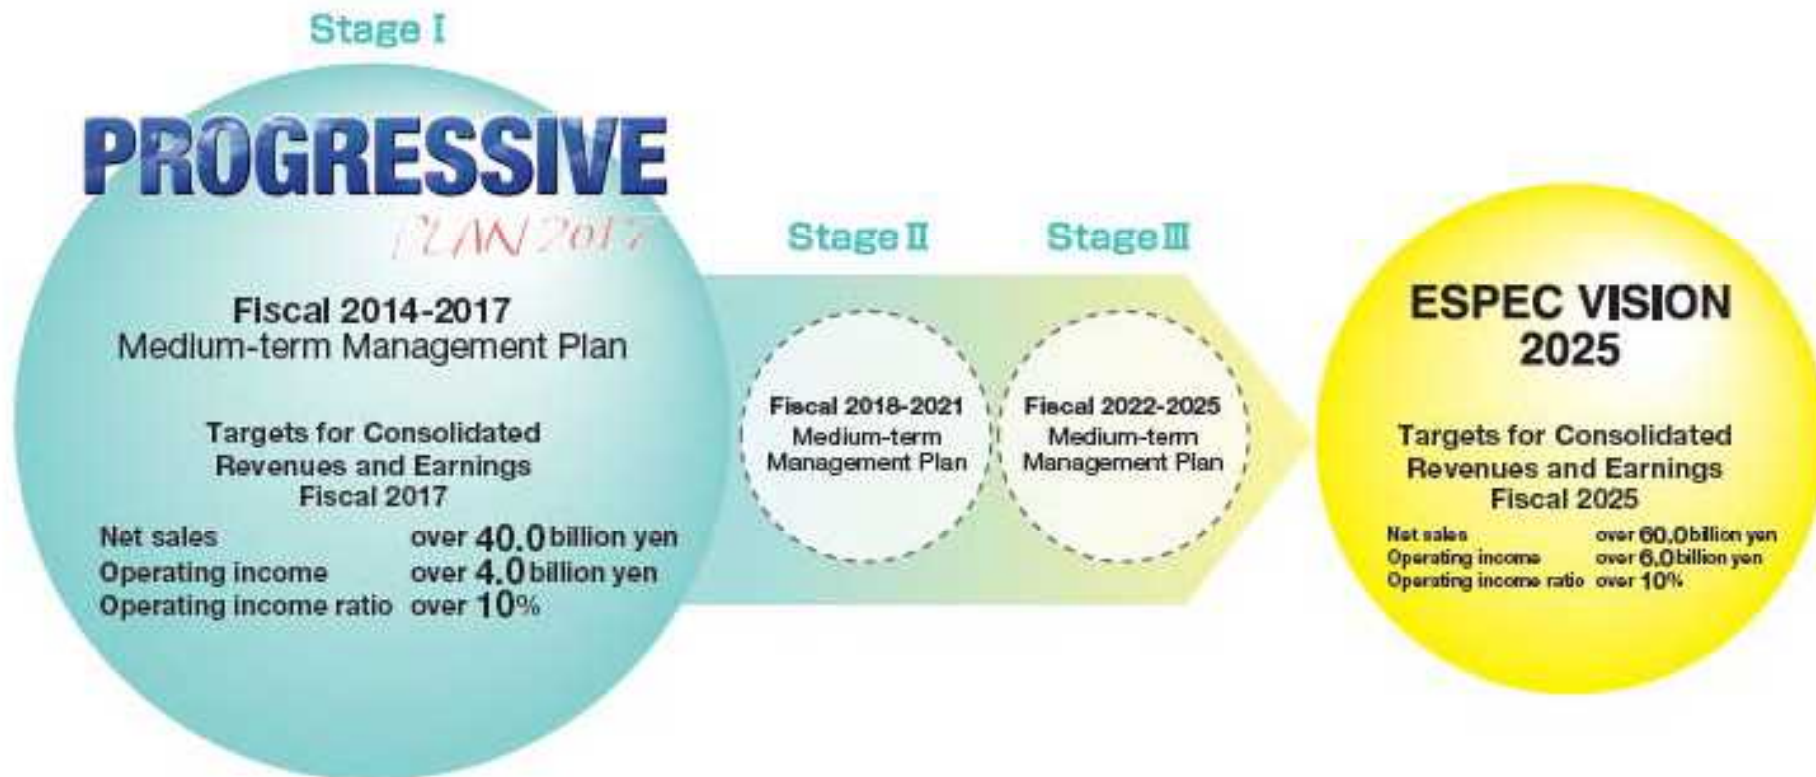 Stage I
PROGRESSIVE
PLAN 2017
Fiscal 2014-2017
Medium-term Management Plan
Targets for Consolidated
Revenues and Earnings
Fiscal 2017
Net sales over 40.0 billion yen
Operating income over 4.0 billion yen
Operating income ratio over 10%
Stage II
Fiscal 2018-2021
Medium-term
Management Plan
Stage III
Fiscal 2022-2025
Medium-term
Management Plan
ESPEC VISION
2025
Targets for Consolidated
Revenues and Earnings
Fiscal 2025
Net sales over 60.0 billion yen
Operating income over 6.0 billion yen
Operating income ratio over 10%